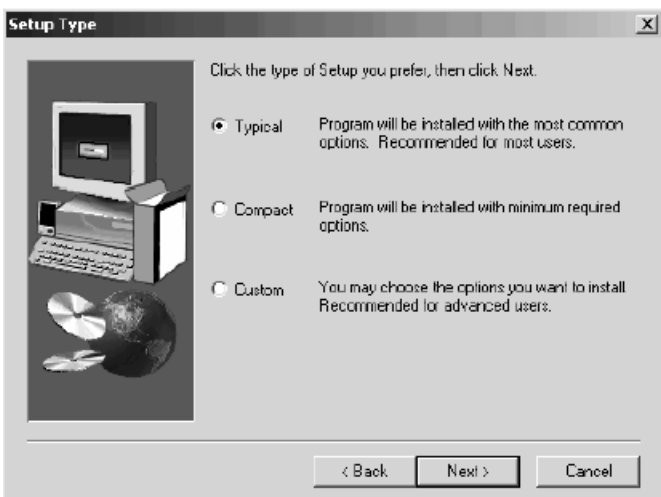 Setup Type
Click the type of Setup you prefer, then click Next.
Typical
Program will be installed with the most common
options. Recommended for most users.
Compact
Program will be installed with minimum required
options.
Custom
You may choose the options you want to install.
Recommended for advanced users.
< Back
Next >
Cancel